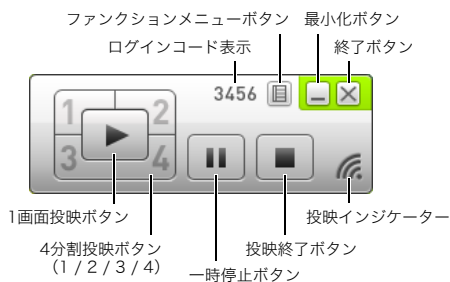 ファンクションメニューボタン 最小化ボタン
ログインコード表示 終了ボタン
3456
1 2
3 4
1画面投映ボタン 投映インジケーター
4分割投映ボタン 投映終了ボタン
（1 / 2 / 3 / 4）
一時停止ボタン